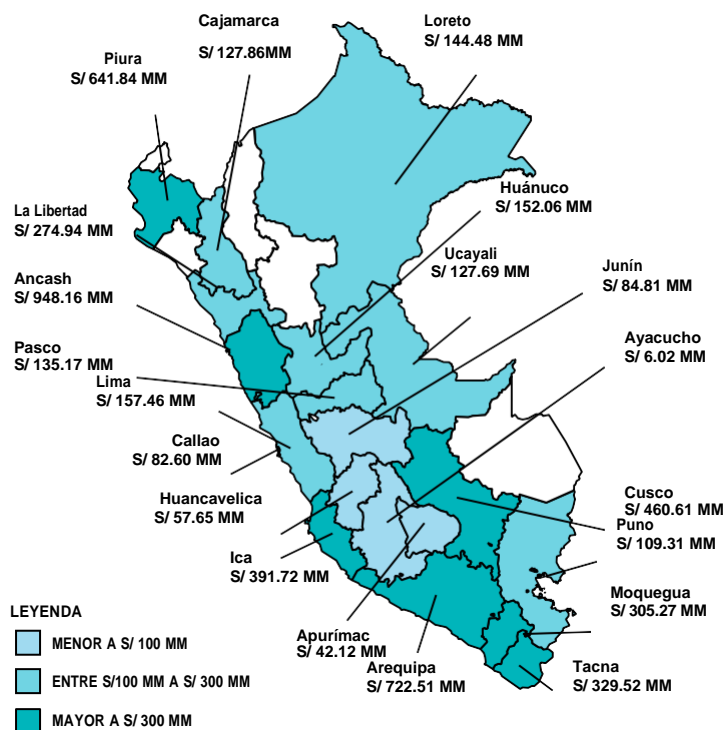 Cajamarca
S/ 127.86MM
Loreto
S/ 144.48 MM
Piura
S/ 641.84 MM
Huánuco
S/ 152.06 MM
La Libertad
S/ 274.94 MM
Ucayali
S/ 127.69 MM
Junín
S/ 84.81 MM
Ancash
S/ 948.16 MM
Ayacucho
S/ 6.02 MM
Pasco
S/ 135.17 MM
Lima
S/ 157.46 MM
Callao
S/ 82.60 MM
Huancavelica
S/ 57.65 MM
Cusco
S/ 460.61 MM
Puno
S/ 109.31 MM
Ica
S/ 391.72 MM
Moquegua
S/ 305.27 MM
Apurímac
S/ 42.12 MM
Arequipa
S/ 722.51 MM
Tacna
S/ 329.52 MM
LEYENDA
MENOR A S/ 100 MM
ENTRE S/100 MM A S/ 300 MM
MAYOR A S/ 300 MM